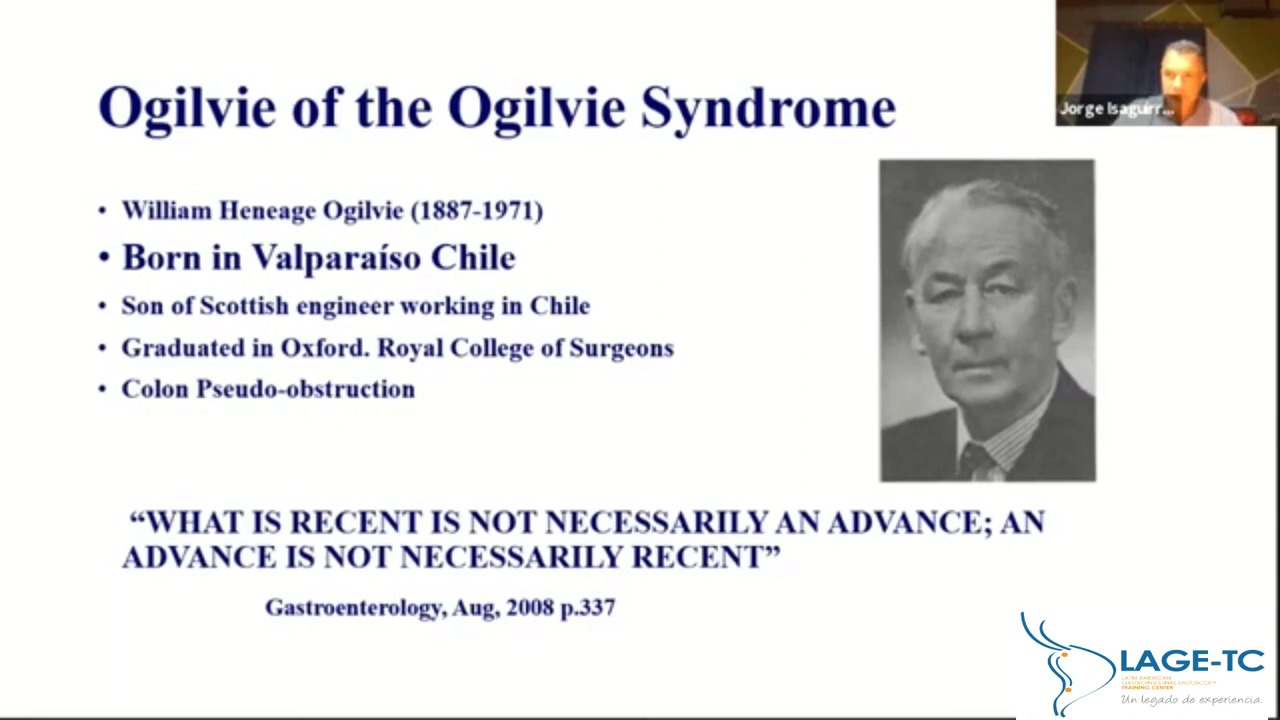 Ogilvie of the Ogilvie Syndrome
Jorge Isaguirr...
• William Heneage Ogilvie (1887-1971)
• Born in Valparaíso Chile
• Son of Scottish engineer working in Chile
• Graduated in Oxford. Royal College of Surgeons
• Colon Pseudo-obstruction
“WHAT IS RECENT IS NOT NECESSARILY AN ADVANCE; AN
ADVANCE IS NOT NECESSARILY RECENT”
Gastroenterology, Aug, 2008 p.337
LAGE-TC
LATIN AMERICAN
GASTROINTESTINAL ENDOSCOPY
TRAINING CENTER
Un legado de experiencia.